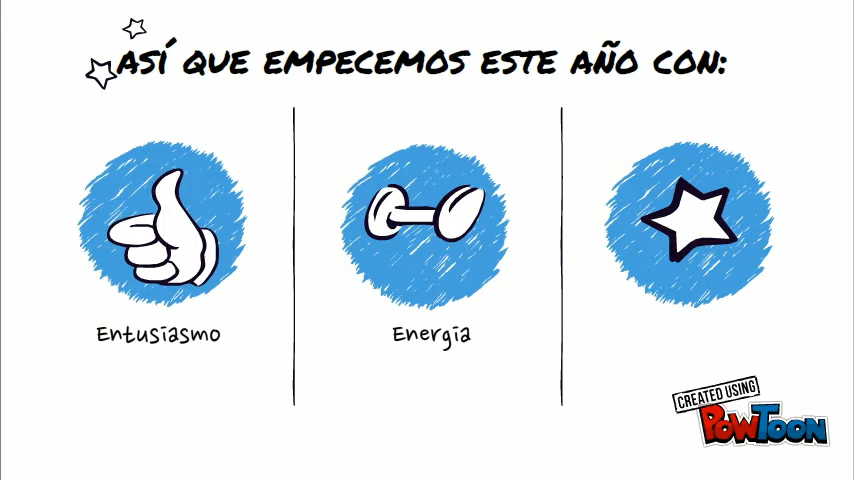 ASÍ QUE EMPECEMOS ESTE AÑO CON:
Entusiasmo
Energia
CREATED USING
POWTOON